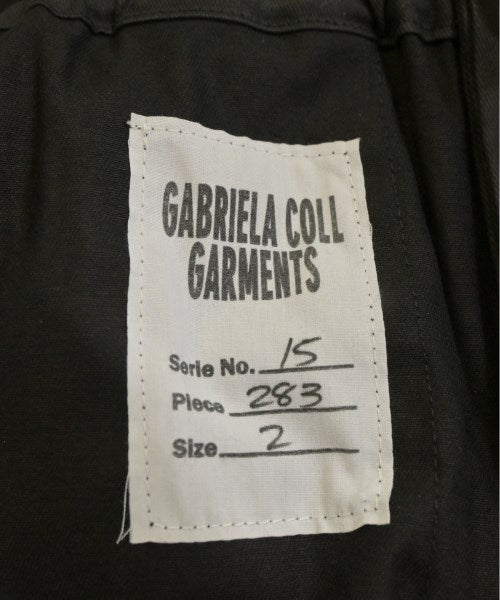 GABRIELA COLL
GARMENTS
Serie No. 15
Piece 283
Size 2